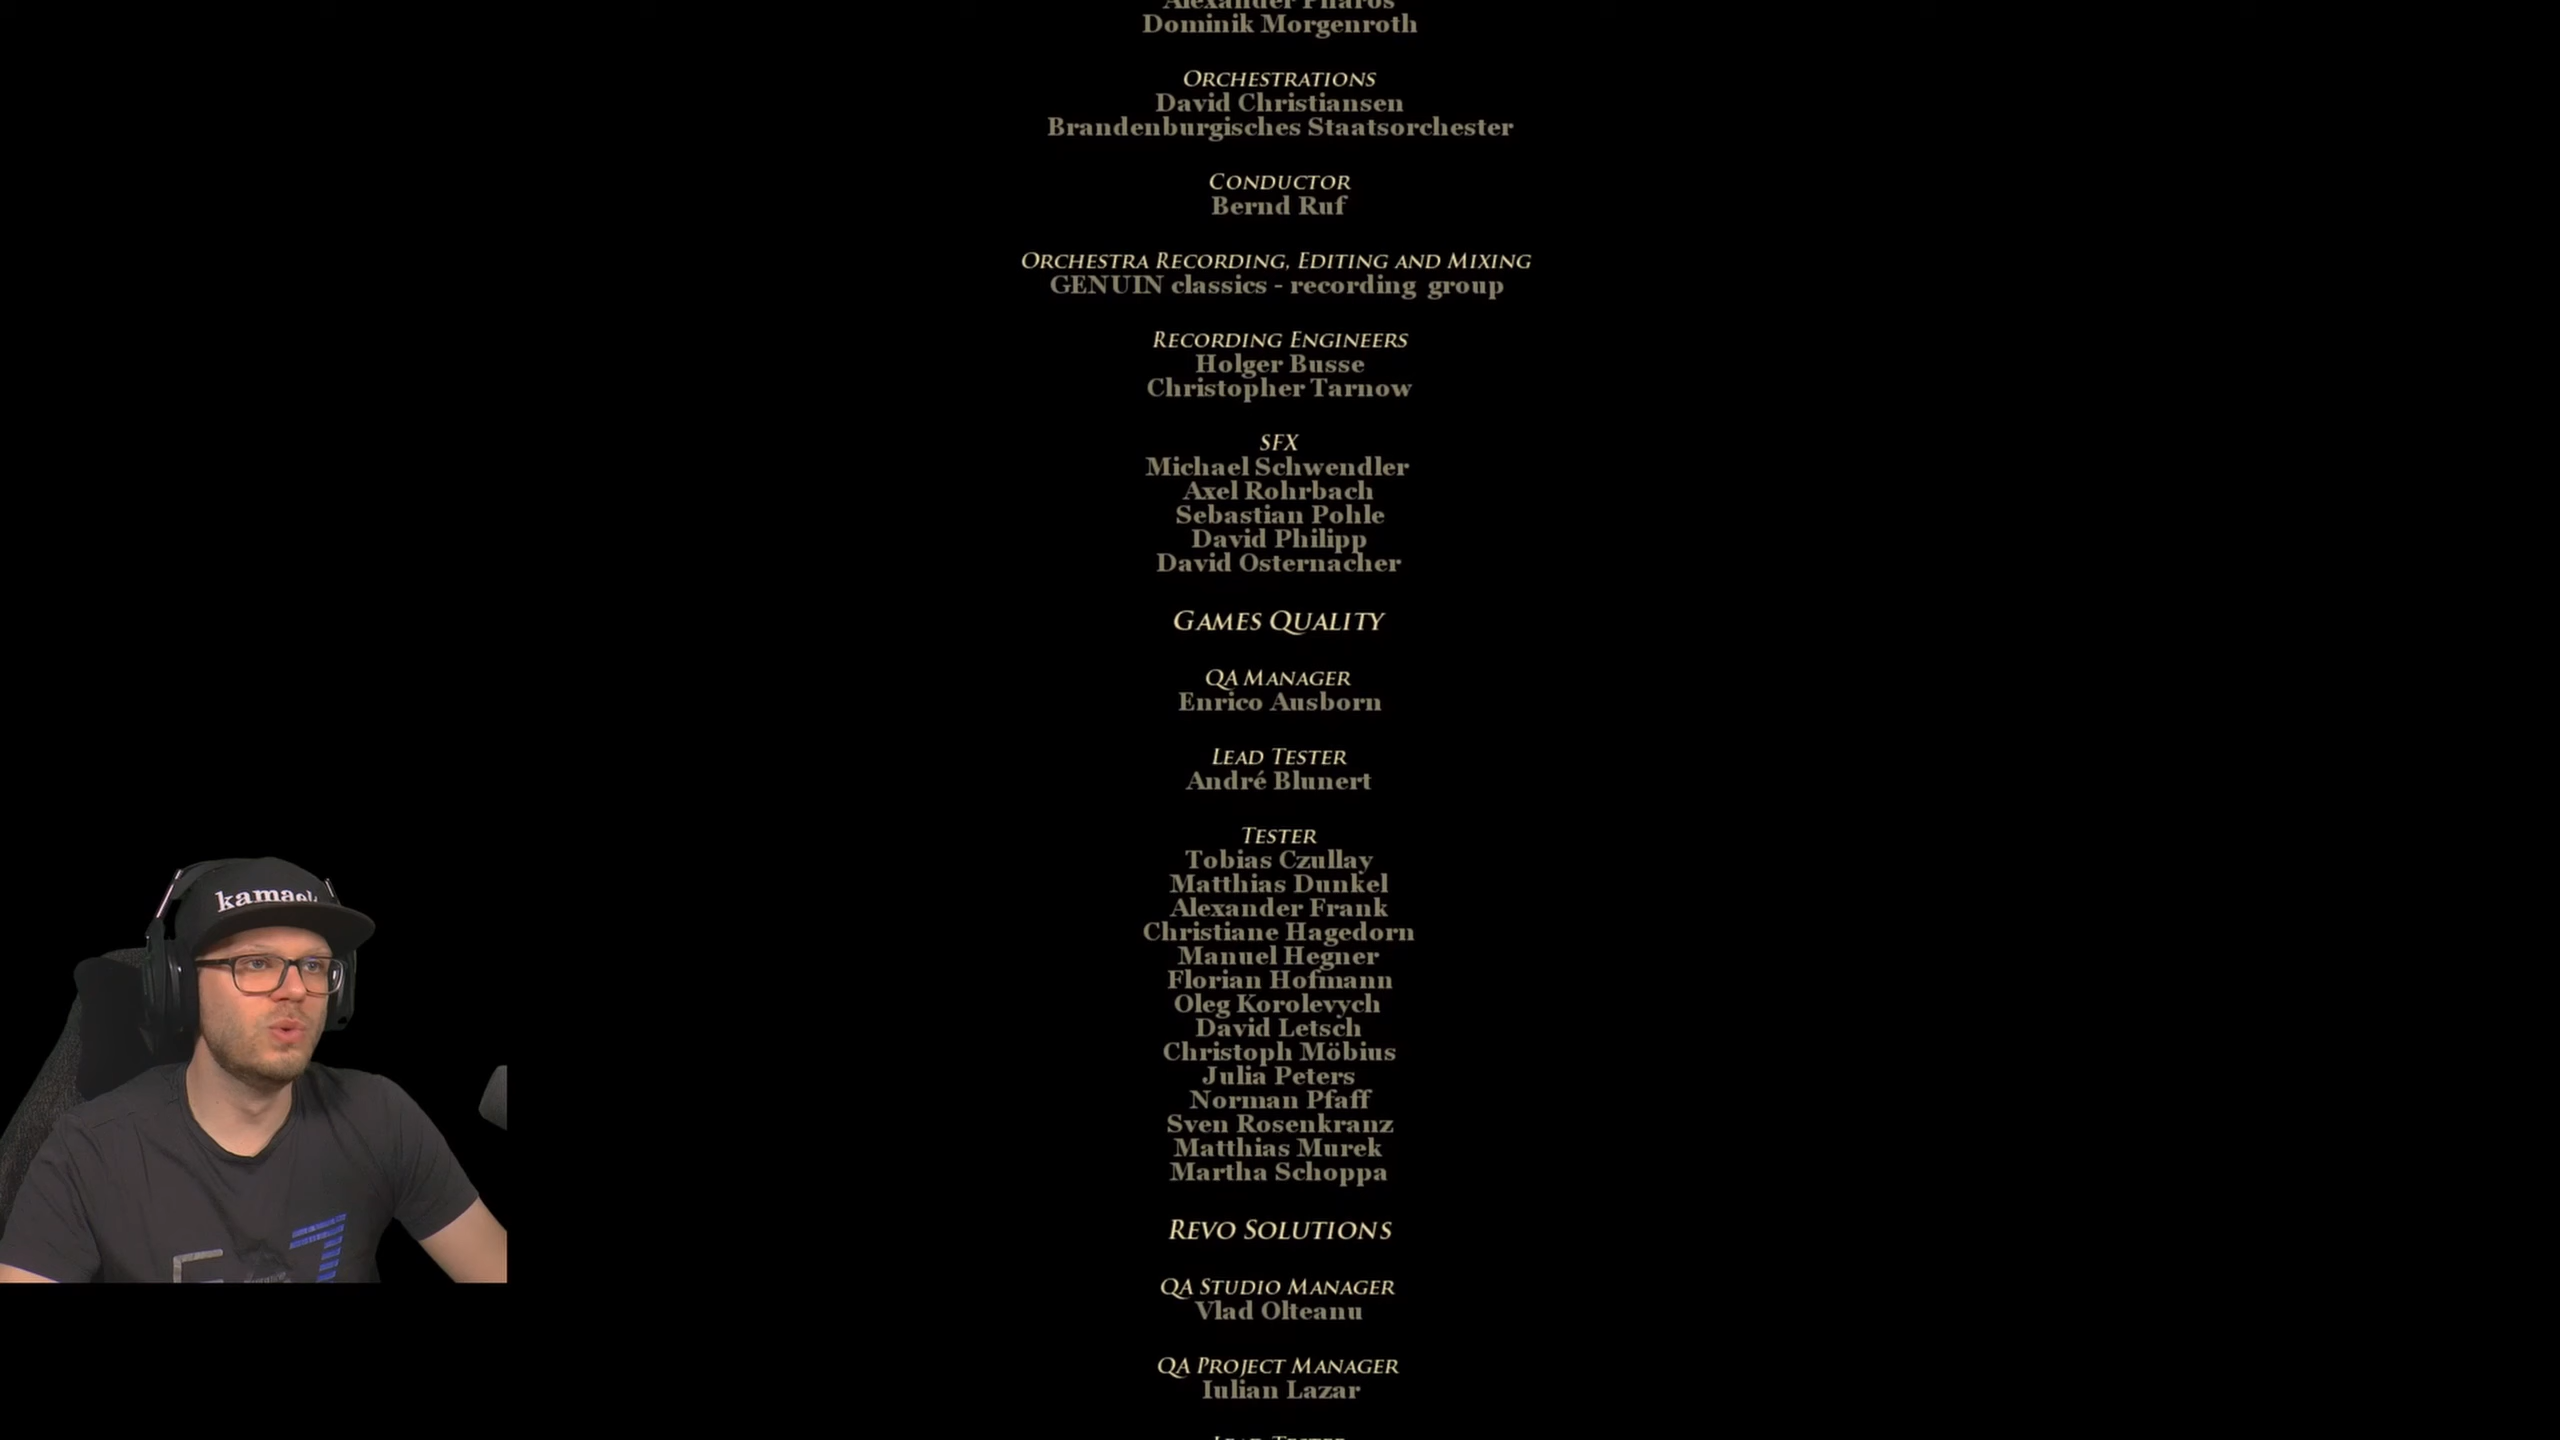 Alexander Pharos
Dominik Morgenroth
ORCHESTRATIONS
David Christiansen
Brandenburgisches Staatsorchester
CONDUCTOR
Bernd Ruf
ORCHESTRA RECORDING, EDITING AND MIXING
GENUIN classics - recording group
RECORDING ENGINEERS
Holger Busse
Christopher Tarnow
SFX
Michael Schwendler
Axel Rohrbach
Sebastian Pohle
David Philipp
David Osternacher
GAMES QUALITY
QA MANAGER
Enrico Ausborn
LEAD TESTER
André Blunert
TESTER
Tobias Czullay
Matthias Dunkel
Alexander Frank
Christiane Hagedorn
Manuel Hegner
Florian Hofmann
Oleg Korolevych
David Letsch
Christoph Möbius
Julia Peters
Norman Pfaff
Sven Rosenkranz
Matthias Murek
Martha Schoppa
REVO SOLUTIONS
QA STUDIO MANAGER
Vlad Olteanu
QA PROJECT MANAGER
Iulian Lazar
LEAD TESTER